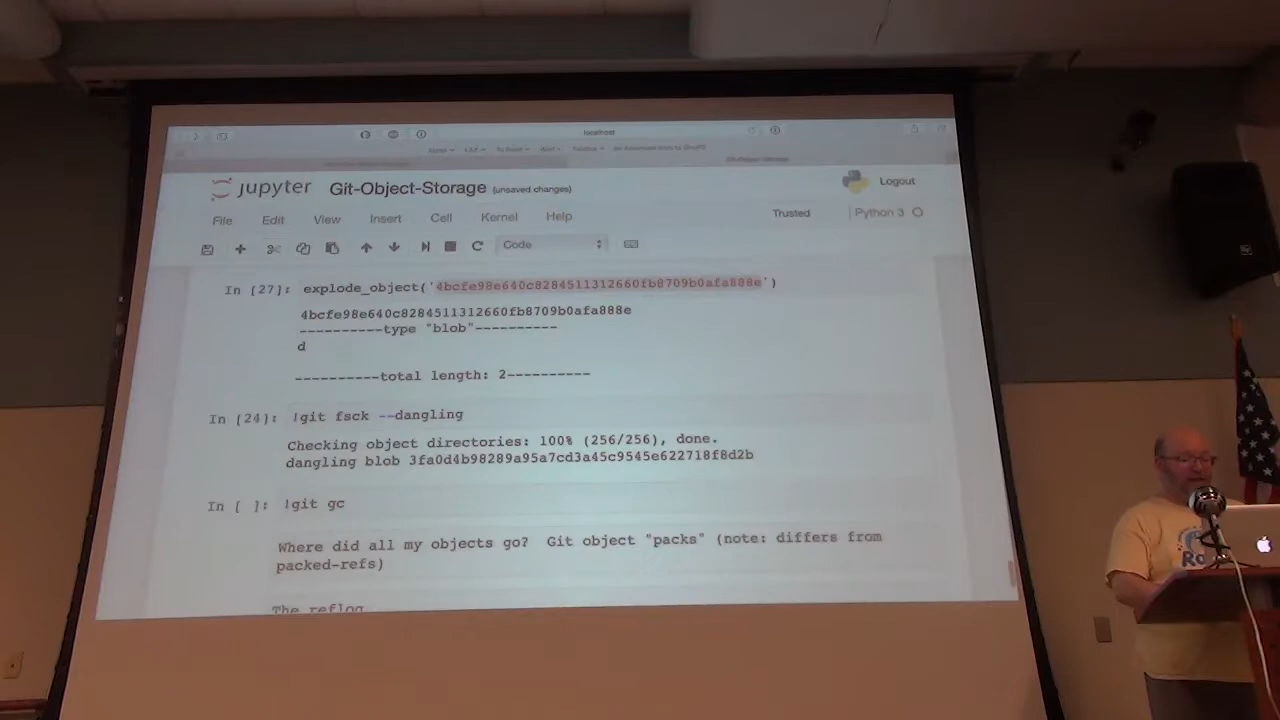 localhost
jupyter Git-Object-Storage (unsaved changes)
Logout
File Edit View Insert Cell Kernel Help
Trusted
Python 3
Code
In [27]: explode_object('4bcfe98e640c8284511312660fb8709b0afa888e')
4bcfe98e640c8284511312660fb8709b0afa888e
----------type "blob"----------
d
----------total length: 2----------
In [24]: !git fsck --dangling
Checking object directories: 100% (256/256), done.
dangling blob 3fa0d4b98289a95a7cd3a45c9545e622718f8d2b
In [ ]: !git gc
Where did all my objects go? Git object "packs" (note: differs from
packed-refs)
The reflog
Ro